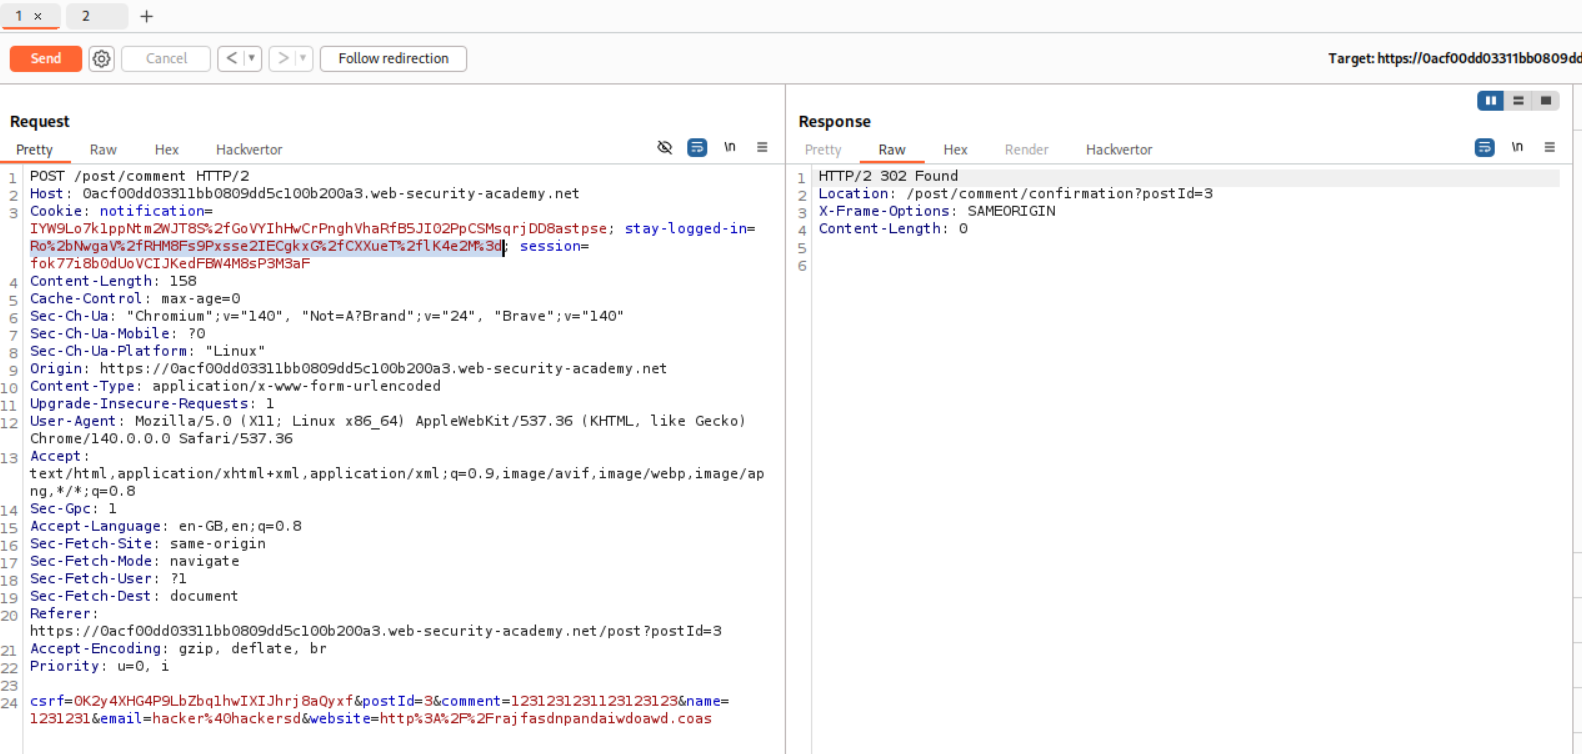 1 × 2 +
Send Cancel < > Follow redirection Target: https://0acf00dd03311bb0809dd
Request
Pretty Raw Hex Hackvertor \n
1 POST /post/comment HTTP/2
2 Host: 0acf00dd03311bb0809dd5c100b200a3.web-security-academy.net
3 Cookie: notification=
IYW9Lo7k1ppNtm2WJT8S%2fGoVYIhHwCrPnghVhaRfB5JI02PpCSMsqrjDD8astpse; stay-logged-in=
Ro%2bNwgaV%2fRHM8Fs9Pxsse2IECgkxG%2fCXXueT%2flK4e2M%3d; session=
fok77i8b0dUoVCIJKedFBW4M8sP3M3aF
4 Content-Length: 158
5 Cache-Control: max-age=0
6 Sec-Ch-Ua: "Chromium";v="140", "Not=A?Brand";v="24", "Brave";v="140"
7 Sec-Ch-Ua-Mobile: ?0
8 Sec-Ch-Ua-Platform: "Linux"
9 Origin: https://0acf00dd03311bb0809dd5c100b200a3.web-security-academy.net
10 Content-Type: application/x-www-form-urlencoded
11 Upgrade-Insecure-Requests: 1
12 User-Agent: Mozilla/5.0 (X11; Linux x86_64) AppleWebKit/537.36 (KHTML, like Gecko)
Chrome/140.0.0.0 Safari/537.36
13 Accept:
text/html,application/xhtml+xml,application/xml;q=0.9,image/avif,image/webp,image/ap
ng,*/*;q=0.8
14 Sec-Gpc: 1
15 Accept-Language: en-GB,en;q=0.8
16 Sec-Fetch-Site: same-origin
17 Sec-Fetch-Mode: navigate
18 Sec-Fetch-User: ?1
19 Sec-Fetch-Dest: document
20 Referer:
https://0acf00dd03311bb0809dd5c100b200a3.web-security-academy.net/post?postId=3
21 Accept-Encoding: gzip, deflate, br
22 Priority: u=0, i
23
24 csrf=0K2y4XHG4P9LbZbq1hwIXIJhrj8aQyxf&postId=3&comment=1231231231123123123&name=
1231231&email=hacker%40hackersd&website=http%3A%2F%2Frajfasdnpandaiwdoawd.coas
Response
Pretty Raw Hex Render Hackvertor \n
1 HTTP/2 302 Found
2 Location: /post/comment/confirmation?postId=3
3 X-Frame-Options: SAMEORIGIN
4 Content-Length: 0
5
6